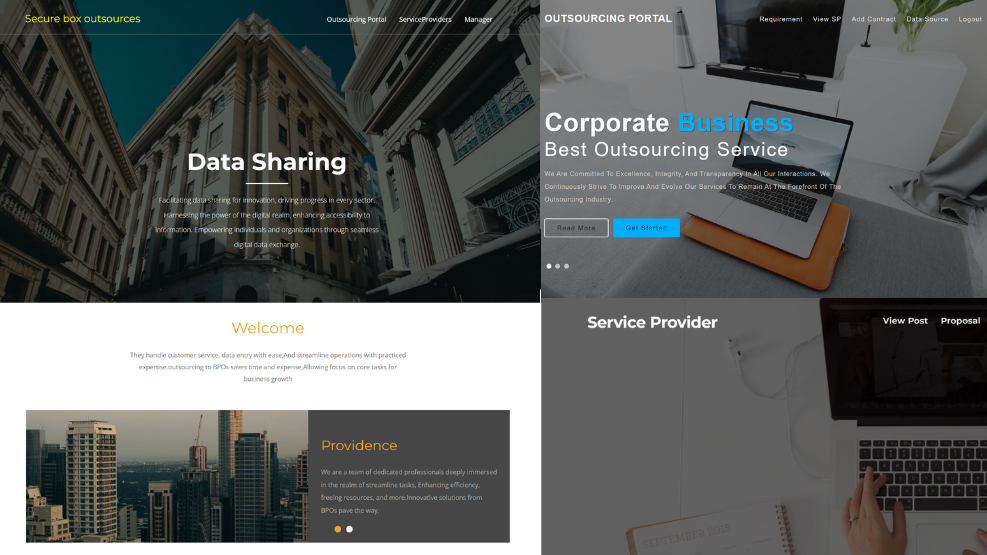 Secure box outsources
Outsourcing Portal ServiceProviders Manager
Data Sharing
Facilitating data sharing for innovation, driving progress in every sector.
Harnessing the power of the digital realm, enhancing accessibility to
information. Empowering individuals and organizations through seamless
digital data exchange.
Welcome
They handle customer service, data entry with ease,And streamline operations with practiced
expertise.outsourcing to BPOs saves time and expense,Allowing focus on core tasks for
business growth
Providence
We are a team of dedicated professionals deeply immersed
in the realm of streamline tasks, Enhancing efficiency,
freeing resources, and more.Innovative solutions from
BPOs pave the way.
OUTSOURCING PORTAL
Requirement View SP Add Contract Data Source Logout
Corporate Business
Best Outsourcing Service
We Are Committed To Excellence, Integrity, And Transparency In All Our Interactions. We
Continuously Strive To Improve And Evolve Our Services To Remain At The Forefront Of The
Outsourcing Industry.
Read More Get Started
Service Provider
View Post Proposal
SEPTEMBER 2015